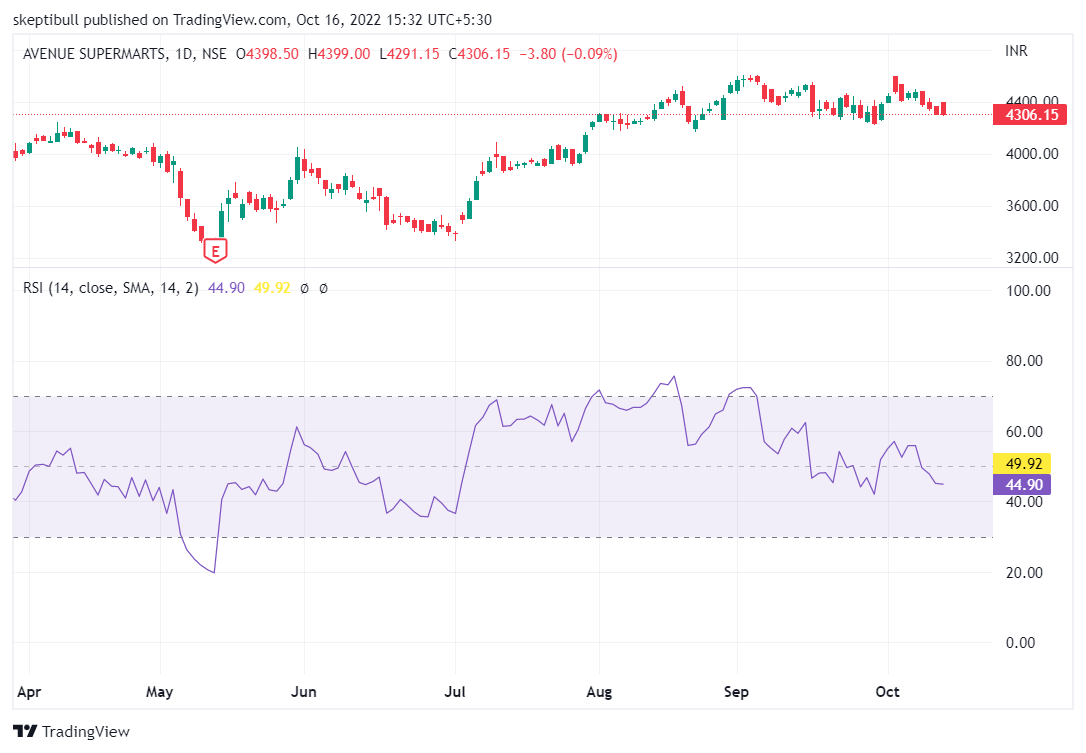 skeptibull published on TradingView.com, Oct 16, 2022 15:32 UTC+5:30
AVENUE SUPERMARTS, 1D, NSE O4398.50 H4399.00 L4291.15 C4306.15 −3.80 (−0.09%)
INR
4400.00
4306.15
4000.00
3600.00
E
3200.00
RSI (14, close, SMA, 14, 2) 44.90 49.92 ø ø
100.00
80.00
60.00
49.92
44.90
40.00
20.00
0.00
Apr May Jun Jul Aug Sep Oct
TradingView